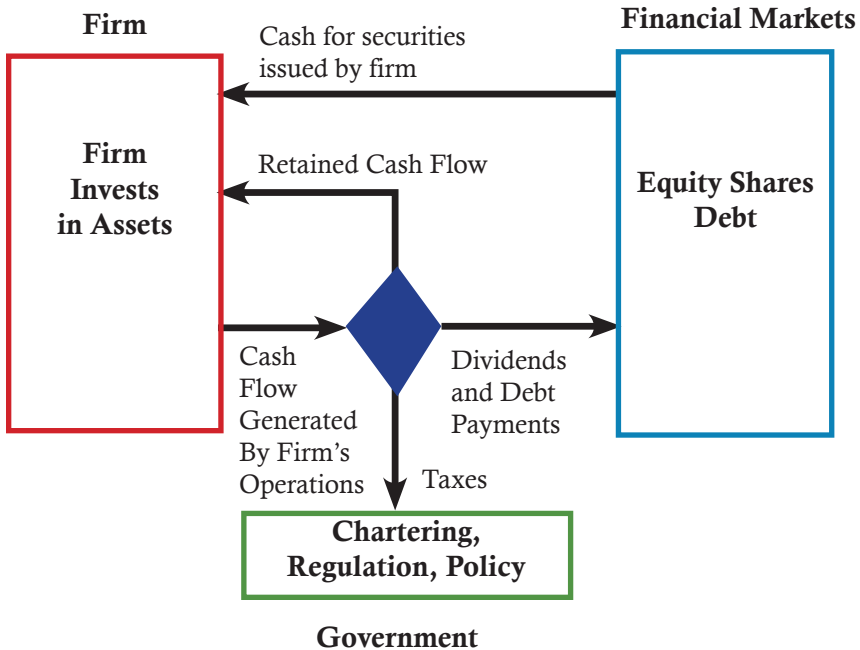 Firm
Financial Markets
Cash for securities
issued by firm
Firm
Invests
in Assets
Retained Cash Flow
Equity Shares
Debt
Cash
Flow
Generated
By Firm’s
Operations
Dividends
and Debt
Payments
Taxes
Chartering,
Regulation, Policy
Government